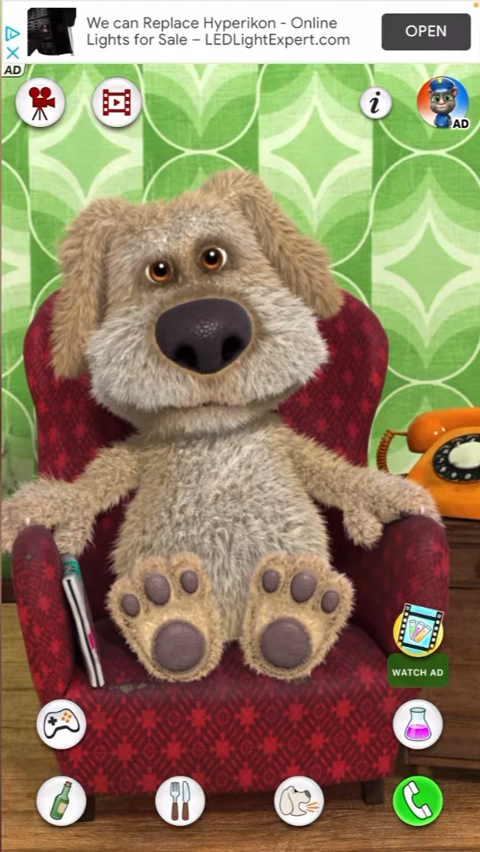 We can Replace Hyperikon - Online
Lights for Sale – LEDLightExpert.com
OPEN
AD
i
AD
WATCH AD